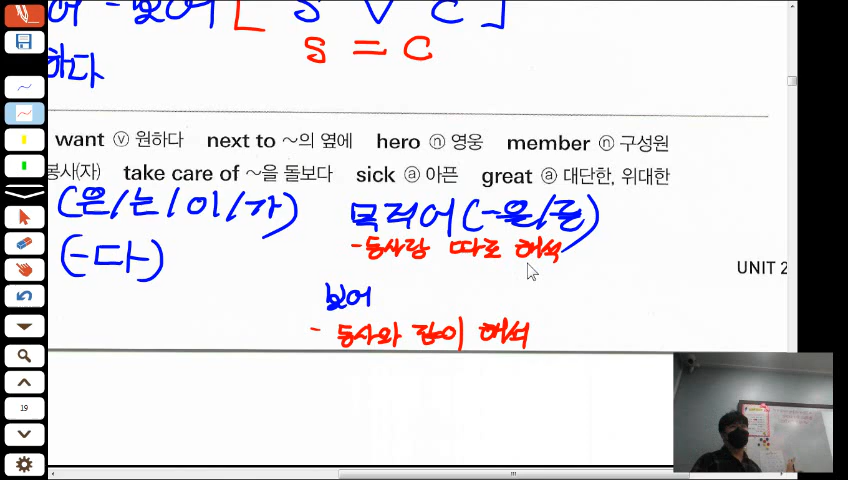 어 - 보어 [ S V C ]
하다
S = C
want ⓥ 원하다 next to ~의 옆에 hero ⓝ 영웅 member ⓝ 구성원
봉사(자) take care of ~을 돌보다 sick ⓐ 아픈 great ⓐ 대단한, 위대한
(은/는/이/가) 목적어(-을/를)
- 동사랑 따로 해석
(-다)
UNIT 2
보어
- 동사와 같이 해석
19